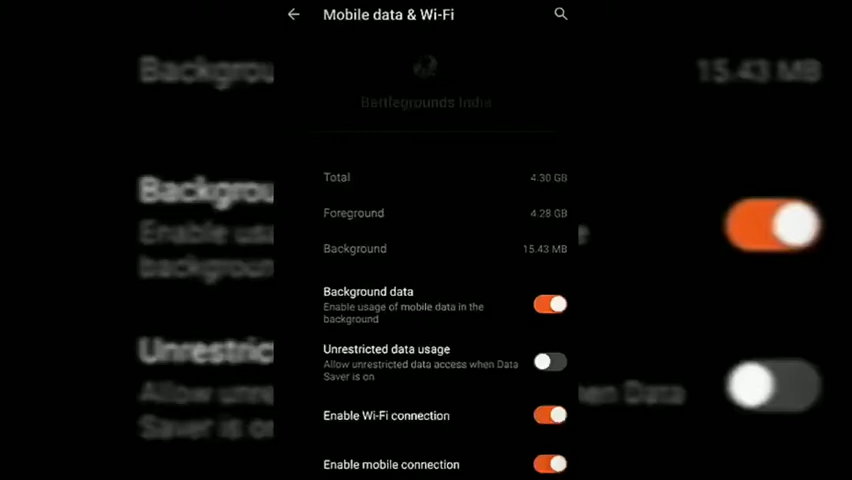 Mobile data & Wi-Fi
Battlegrounds India
Total 4.30 GB
Foreground 4.28 GB
Background 15.43 MB
Background data
Enable usage of mobile data in the
background
Unrestricted data usage
Allow unrestricted data access when Data
Saver is on
Enable Wi-Fi connection
Enable mobile connection